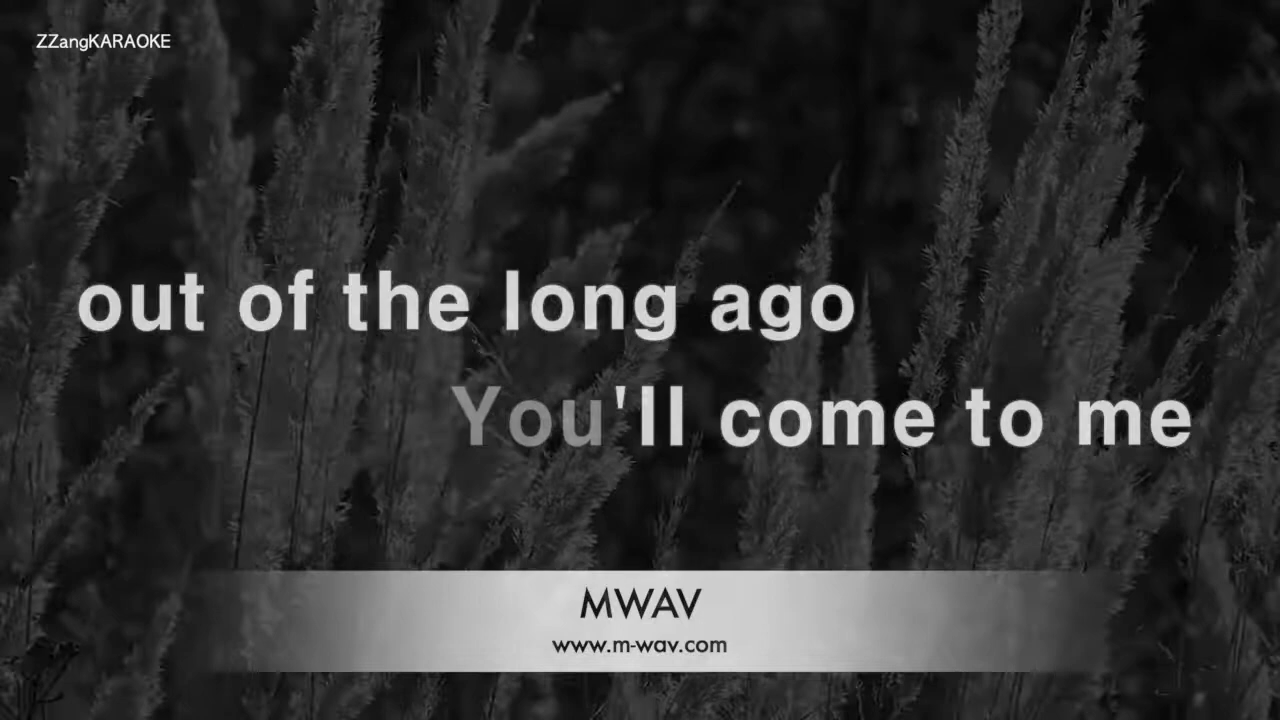 ZZangKARAOKE
out of the long ago
You'll come to me
MWAV
www.m-wav.com